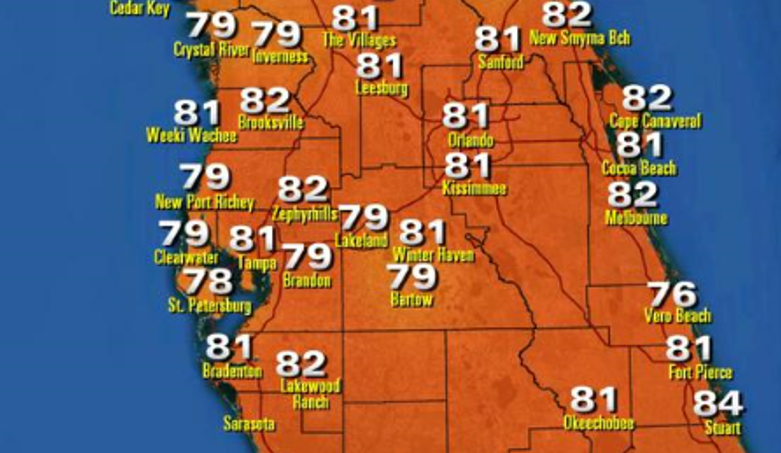 Cedar Key
79
Crystal River
79
Inverness
81
The Villages
82
New Smyrna Bch
81
Sanford
81
Leesburg
81
Weeki Wachee
82
Brooksville
81
Orlando
82
Cape Canaveral
81
Cocoa Beach
79
New Port Richey
82
Zephyrhills
81
Kissimmee
82
Melbourne
79
Clearwater
81
Tampa
79
Brandon
79
Lakeland
81
Winter Haven
78
St. Petersburg
79
Bartow
76
Vero Beach
81
Bradenton
82
Lakewood
Ranch
81
Fort Pierce
Sarasota
81
Okeechobee
84
Stuart